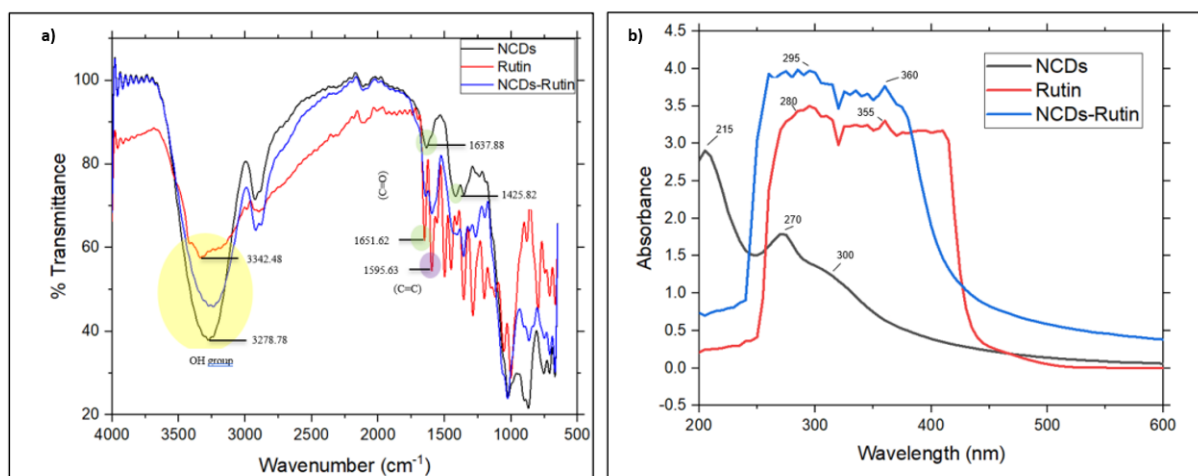 a)
NCDs
Rutin
NCDs-Rutin
% Transmittance
100
80
60
40
20
4000
3500
3000
2500
2000
1500
1000
500
Wavenumber (cm⁻¹)
1637.88
1425.82
(C=O)
1651.62
1595.63
(C=C)
3342.48
3278.78
OH group
b)
NCDs
Rutin
NCDs-Rutin
Absorbance
5.0
4.5
4.0
3.5
3.0
2.5
2.0
1.5
1.0
0.5
0.0
-0.5
200
300
400
500
600
Wavelength (nm)
295
360
280
355
215
270
300